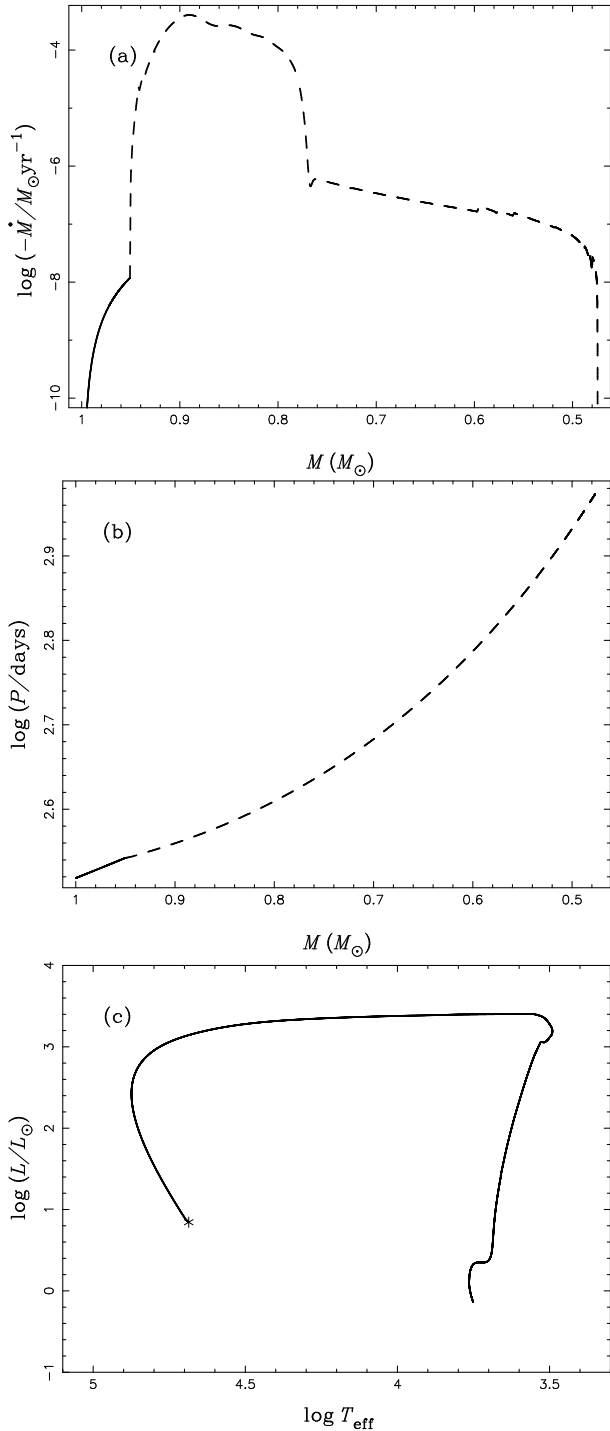 (a)
log (−Ṁ/M⊙yr⁻¹)
−4
−6
−8
−10
1 0.9 0.8 0.7 0.6 0.5
M (M⊙)
(b)
log (P/days)
2.9
2.8
2.7
2.6
1 0.9 0.8 0.7 0.6 0.5
M (M⊙)
(c)
log (L/L⊙)
4
3
2
1
0
−1
5 4.5 4 3.5
log Teff